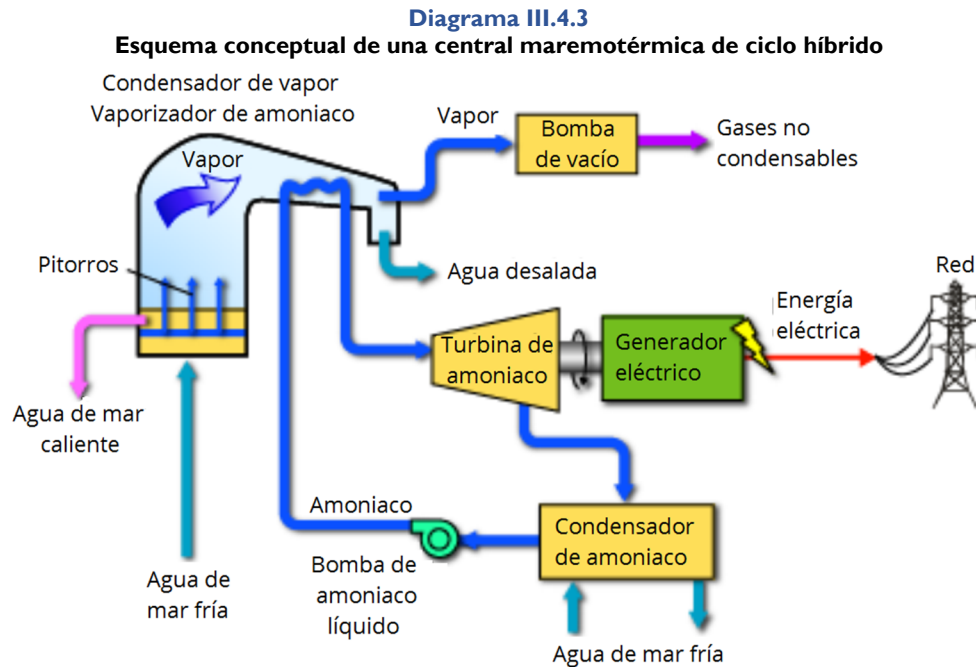 Diagrama III.4.3
Esquema conceptual de una central maremotérmica de ciclo híbrido
Condensador de vapor
Vaporizador de amoniaco
Vapor
Bomba
de vacío
Gases no
condensables
Vapor
Pitorros
Agua desalada
Red
Energía
eléctrica
Turbina de
amoniaco
Generador
eléctrico
Agua de mar
caliente
Amoniaco
Condensador
de amoniaco
Bomba de
amoniaco
líquido
Agua de
mar fría
Agua de mar fría